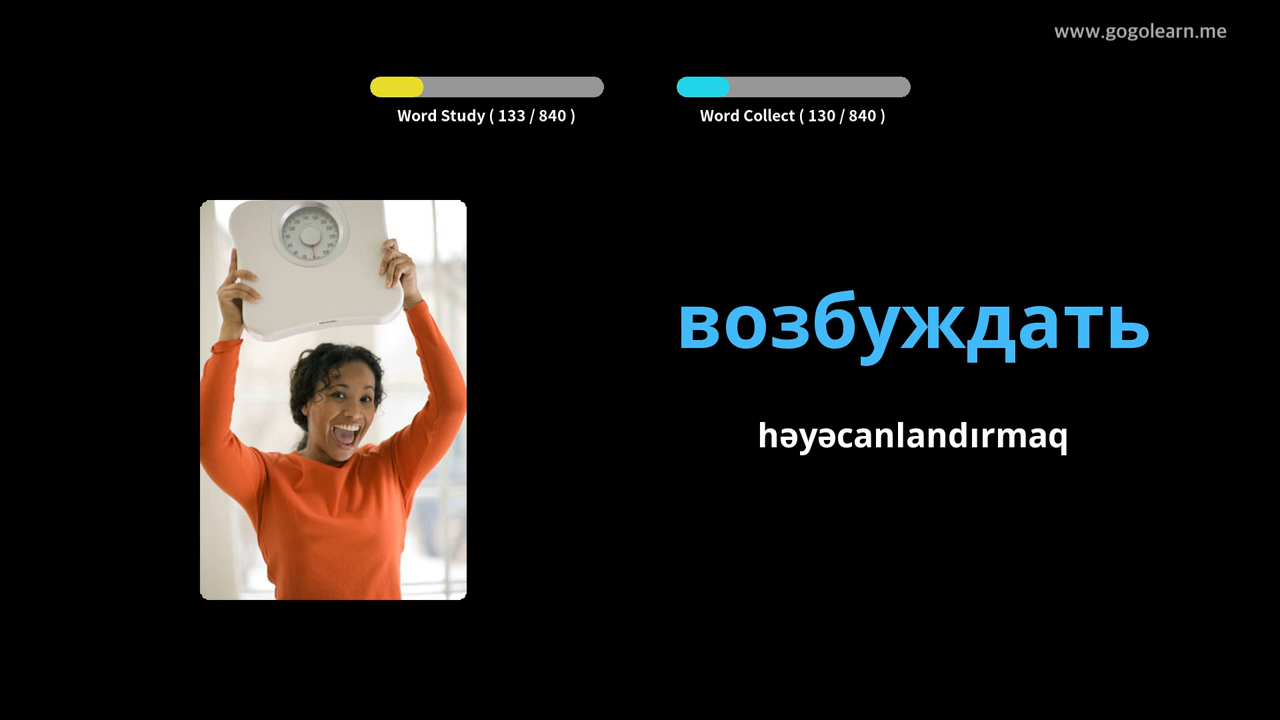 www.gogolearn.me
Word Study ( 133 / 840 )
Word Collect ( 130 / 840 )
возбуждать
həyəcanlandırmaq